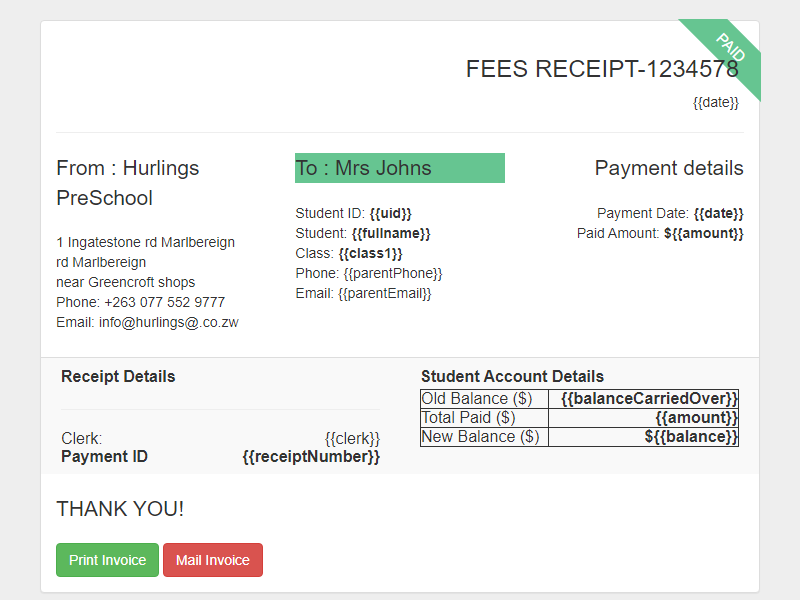 PAID
FEES RECEIPT-1234578
{{date}}
From : Hurlings
PreSchool
1 Ingatestone rd Marlbereign
rd Marlbereign
near Greencroft shops
Phone: +263 077 552 9777
Email: info@hurlings@.co.zw
To : Mrs Johns
Student ID: {{uid}}
Student: {{fullname}}
Class: {{class1}}
Phone: {{parentPhone}}
Email: {{parentEmail}}
Payment details
Payment Date: {{date}}
Paid Amount: ${{amount}}
Receipt Details
Clerk: {{clerk}}
Payment ID {{receiptNumber}}
Student Account Details
Old Balance ($) {{balanceCarriedOver}}
Total Paid ($) {{amount}}
New Balance ($) ${{balance}}
THANK YOU!
Print Invoice Mail Invoice